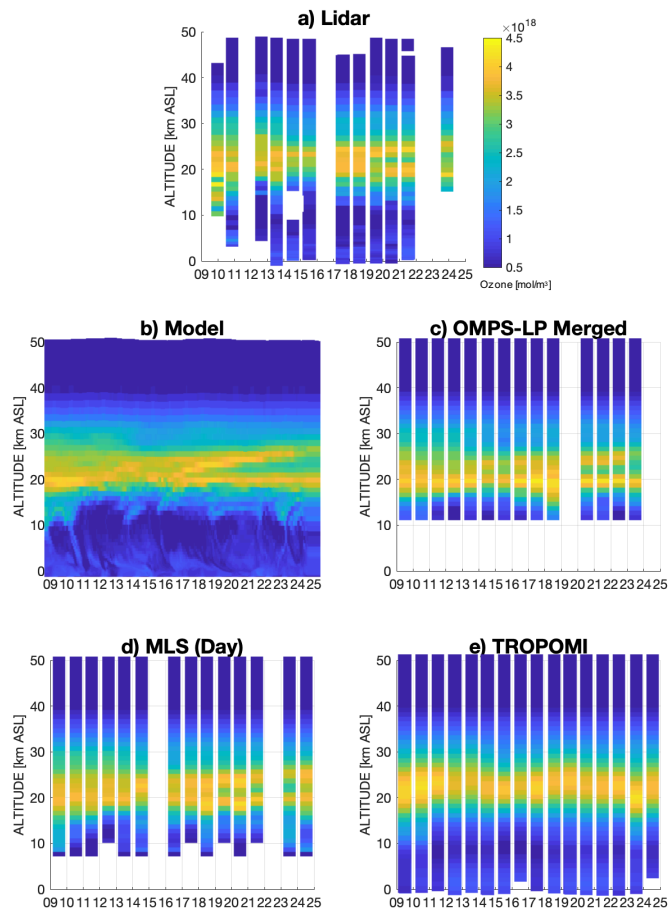 a) Lidar
×10¹⁸
ALTITUDE [km ASL]
50
40
30
20
10
0
09 10 11 12 13 14 15 16 17 18 19 20 21 22 23 24 25
4.5
4
3.5
3
2.5
2
1.5
1
0.5
Ozone [mol/m³]
b) Model
ALTITUDE [km ASL]
50
40
30
20
10
0
09 10 11 12 13 14 15 16 17 18 19 20 21 22 23 24 25
c) OMPS-LP Merged
ALTITUDE [km ASL]
50
40
30
20
10
0
09 10 11 12 13 14 15 16 17 18 19 20 21 22 23 24 25
d) MLS (Day)
ALTITUDE [km ASL]
50
40
30
20
10
0
09 10 11 12 13 14 15 16 17 18 19 20 21 22 23 24 25
e) TROPOMI
ALTITUDE [km ASL]
50
40
30
20
10
0
09 10 11 12 13 14 15 16 17 18 19 20 21 22 23 24 25